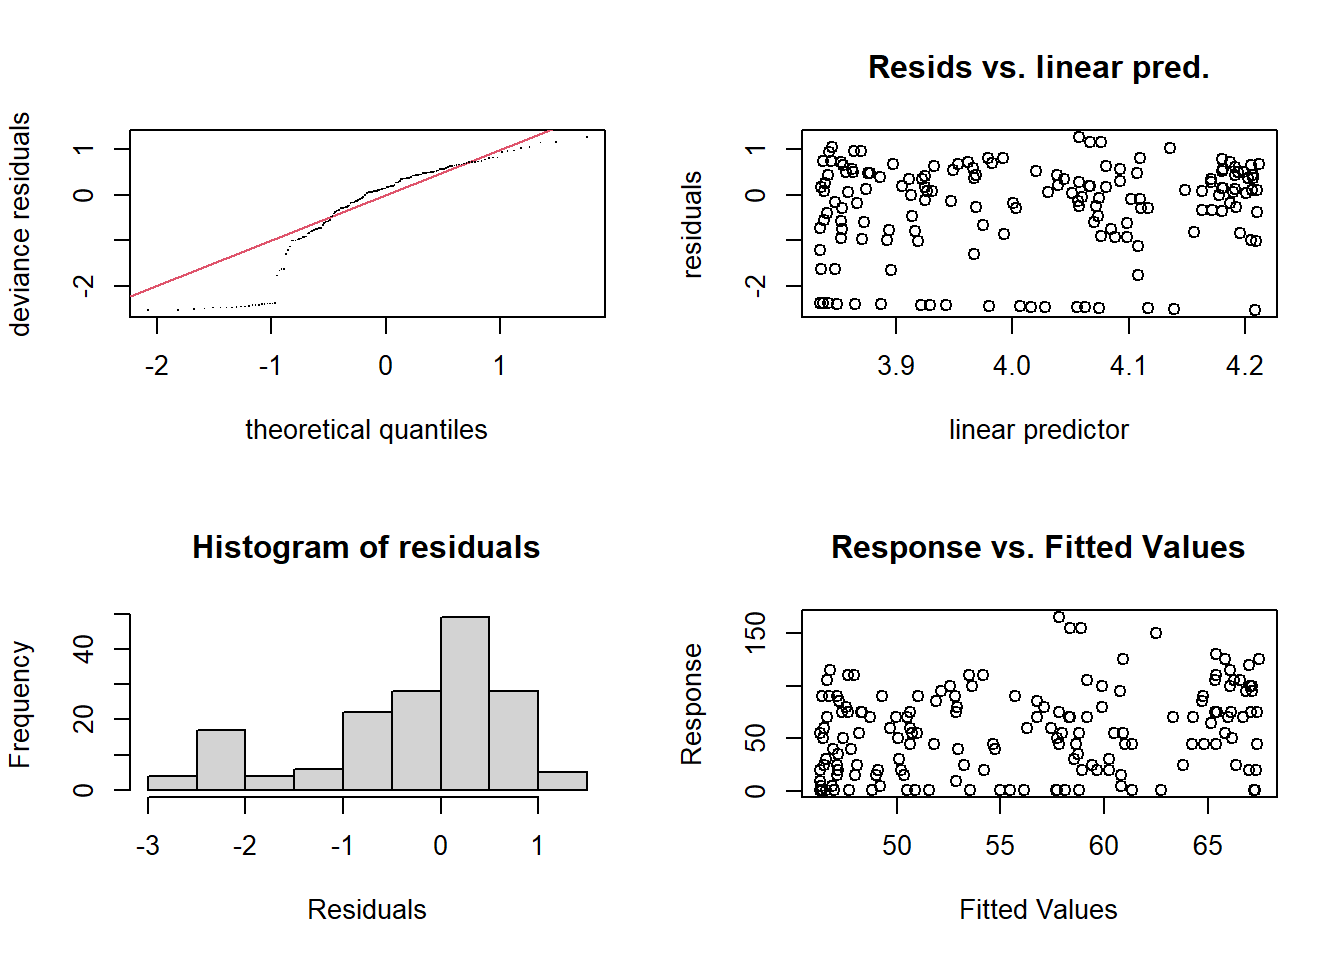 deviance residuals
1
0
-2
-2
-1
0
1
theoretical quantiles
Resids vs. linear pred.
residuals
1
0
-2
3.9
4.0
4.1
4.2
linear predictor
Histogram of residuals
Frequency
40
20
0
-3
-2
-1
0
1
Residuals
Response vs. Fitted Values
Response
150
50
0
50
55
60
65
Fitted Values